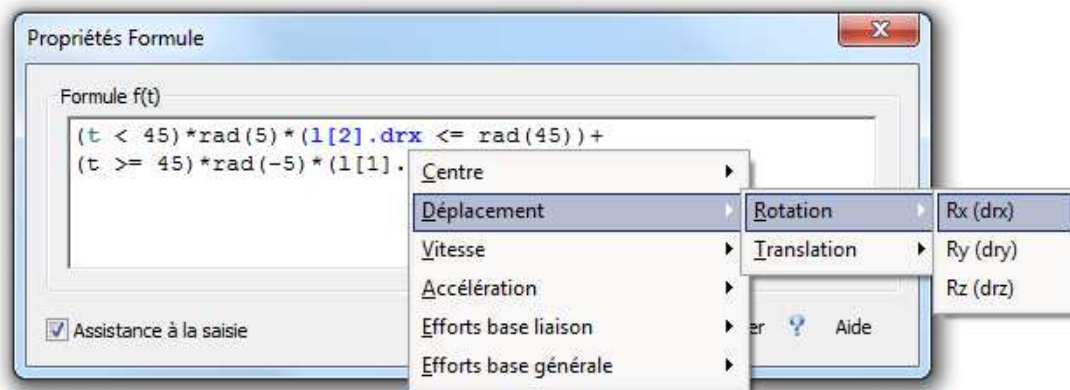 Propriétés Formule
Formule f(t)
(t < 45)*rad(5)*(l[2].drx <= rad(45))+
(t >= 45)*rad(-5)*(l[1].
Centre
Déplacement
Rotation
Rx (drx)
Vitesse
Translation
Ry (dry)
Accélération
Rz (drz)
Assistance à la saisie
Efforts base liaison
er
Aide
Efforts base générale